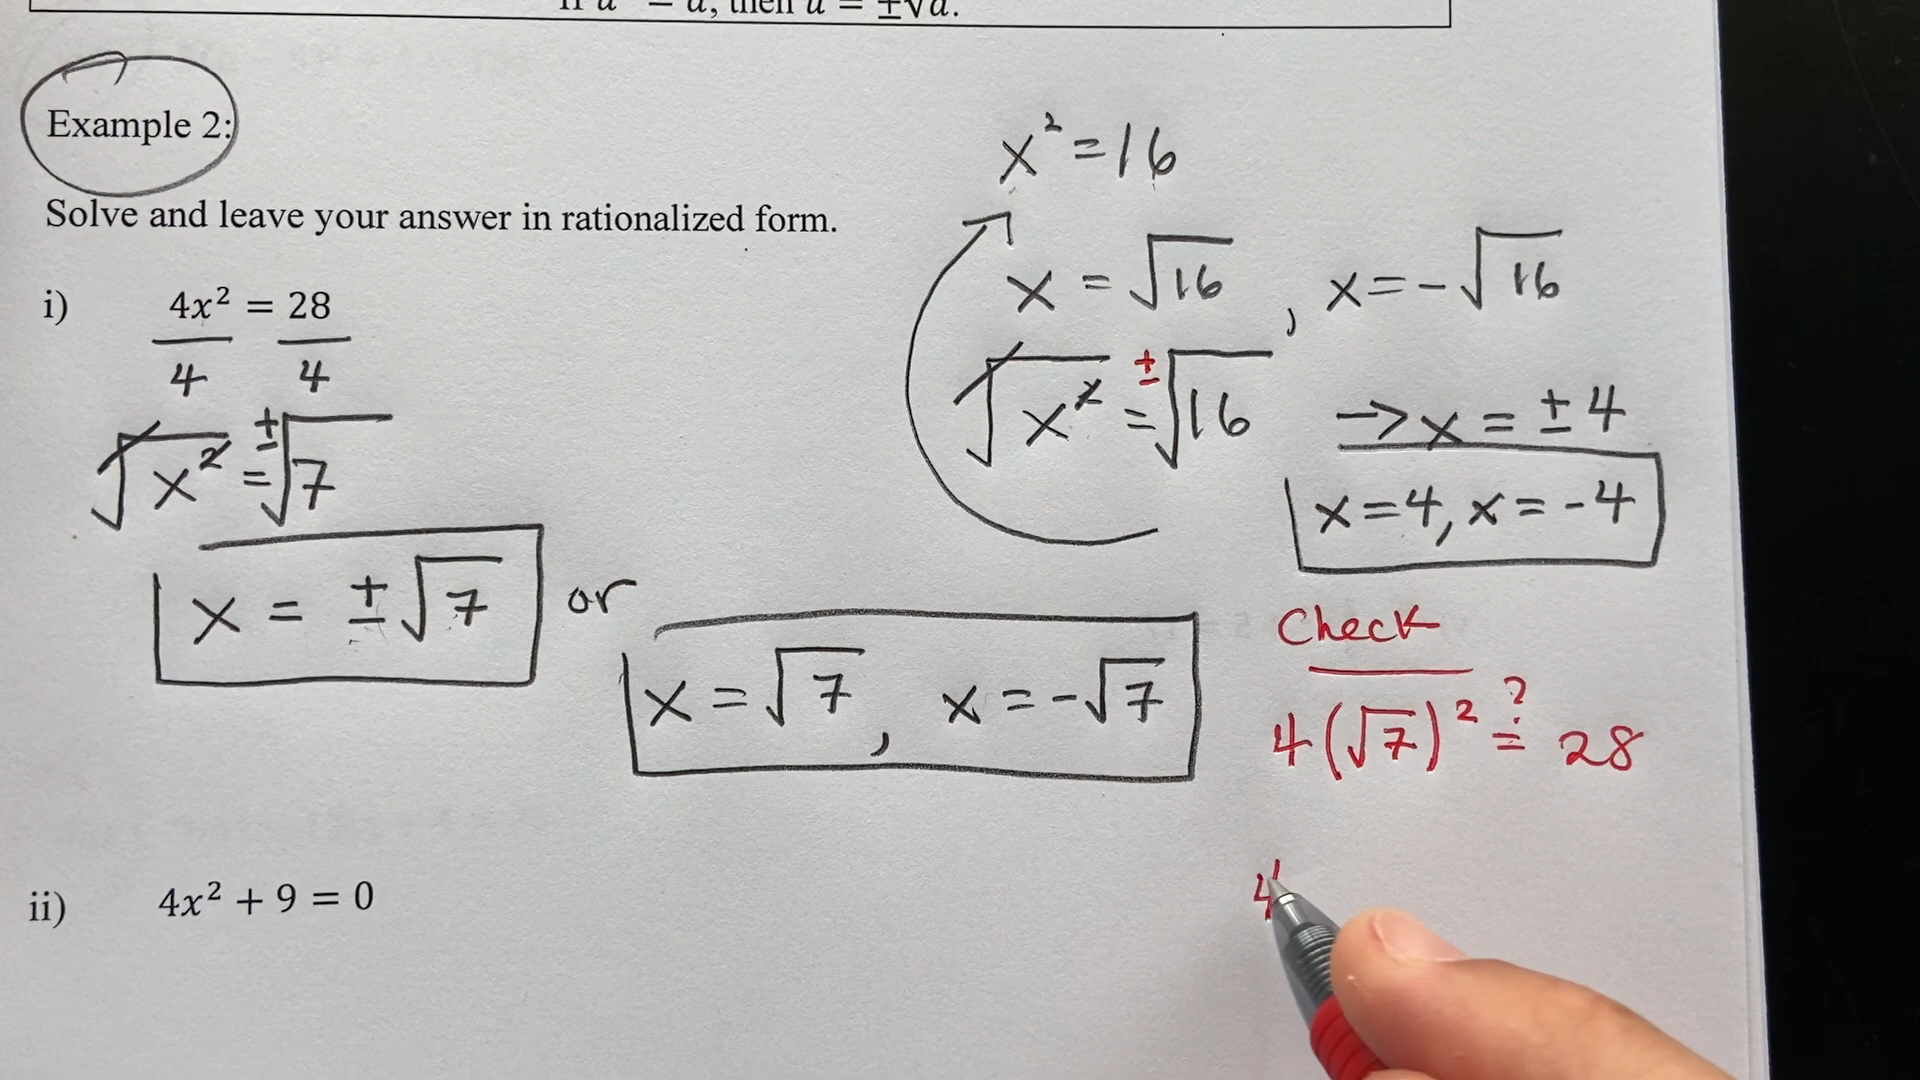 then u = ±√d.
Example 2:
Solve and leave your answer in rationalized form.
i) 4x² = 28
4 4
√x² = ±√7
x = ±√7 or
x = √7, x = -√7
x² = 16
x = √16, x = -√16
√x² = ±√16
→ x = ±4
x = 4, x = -4
Check
4(√7)² ≟ 28
4
ii) 4x² + 9 = 0